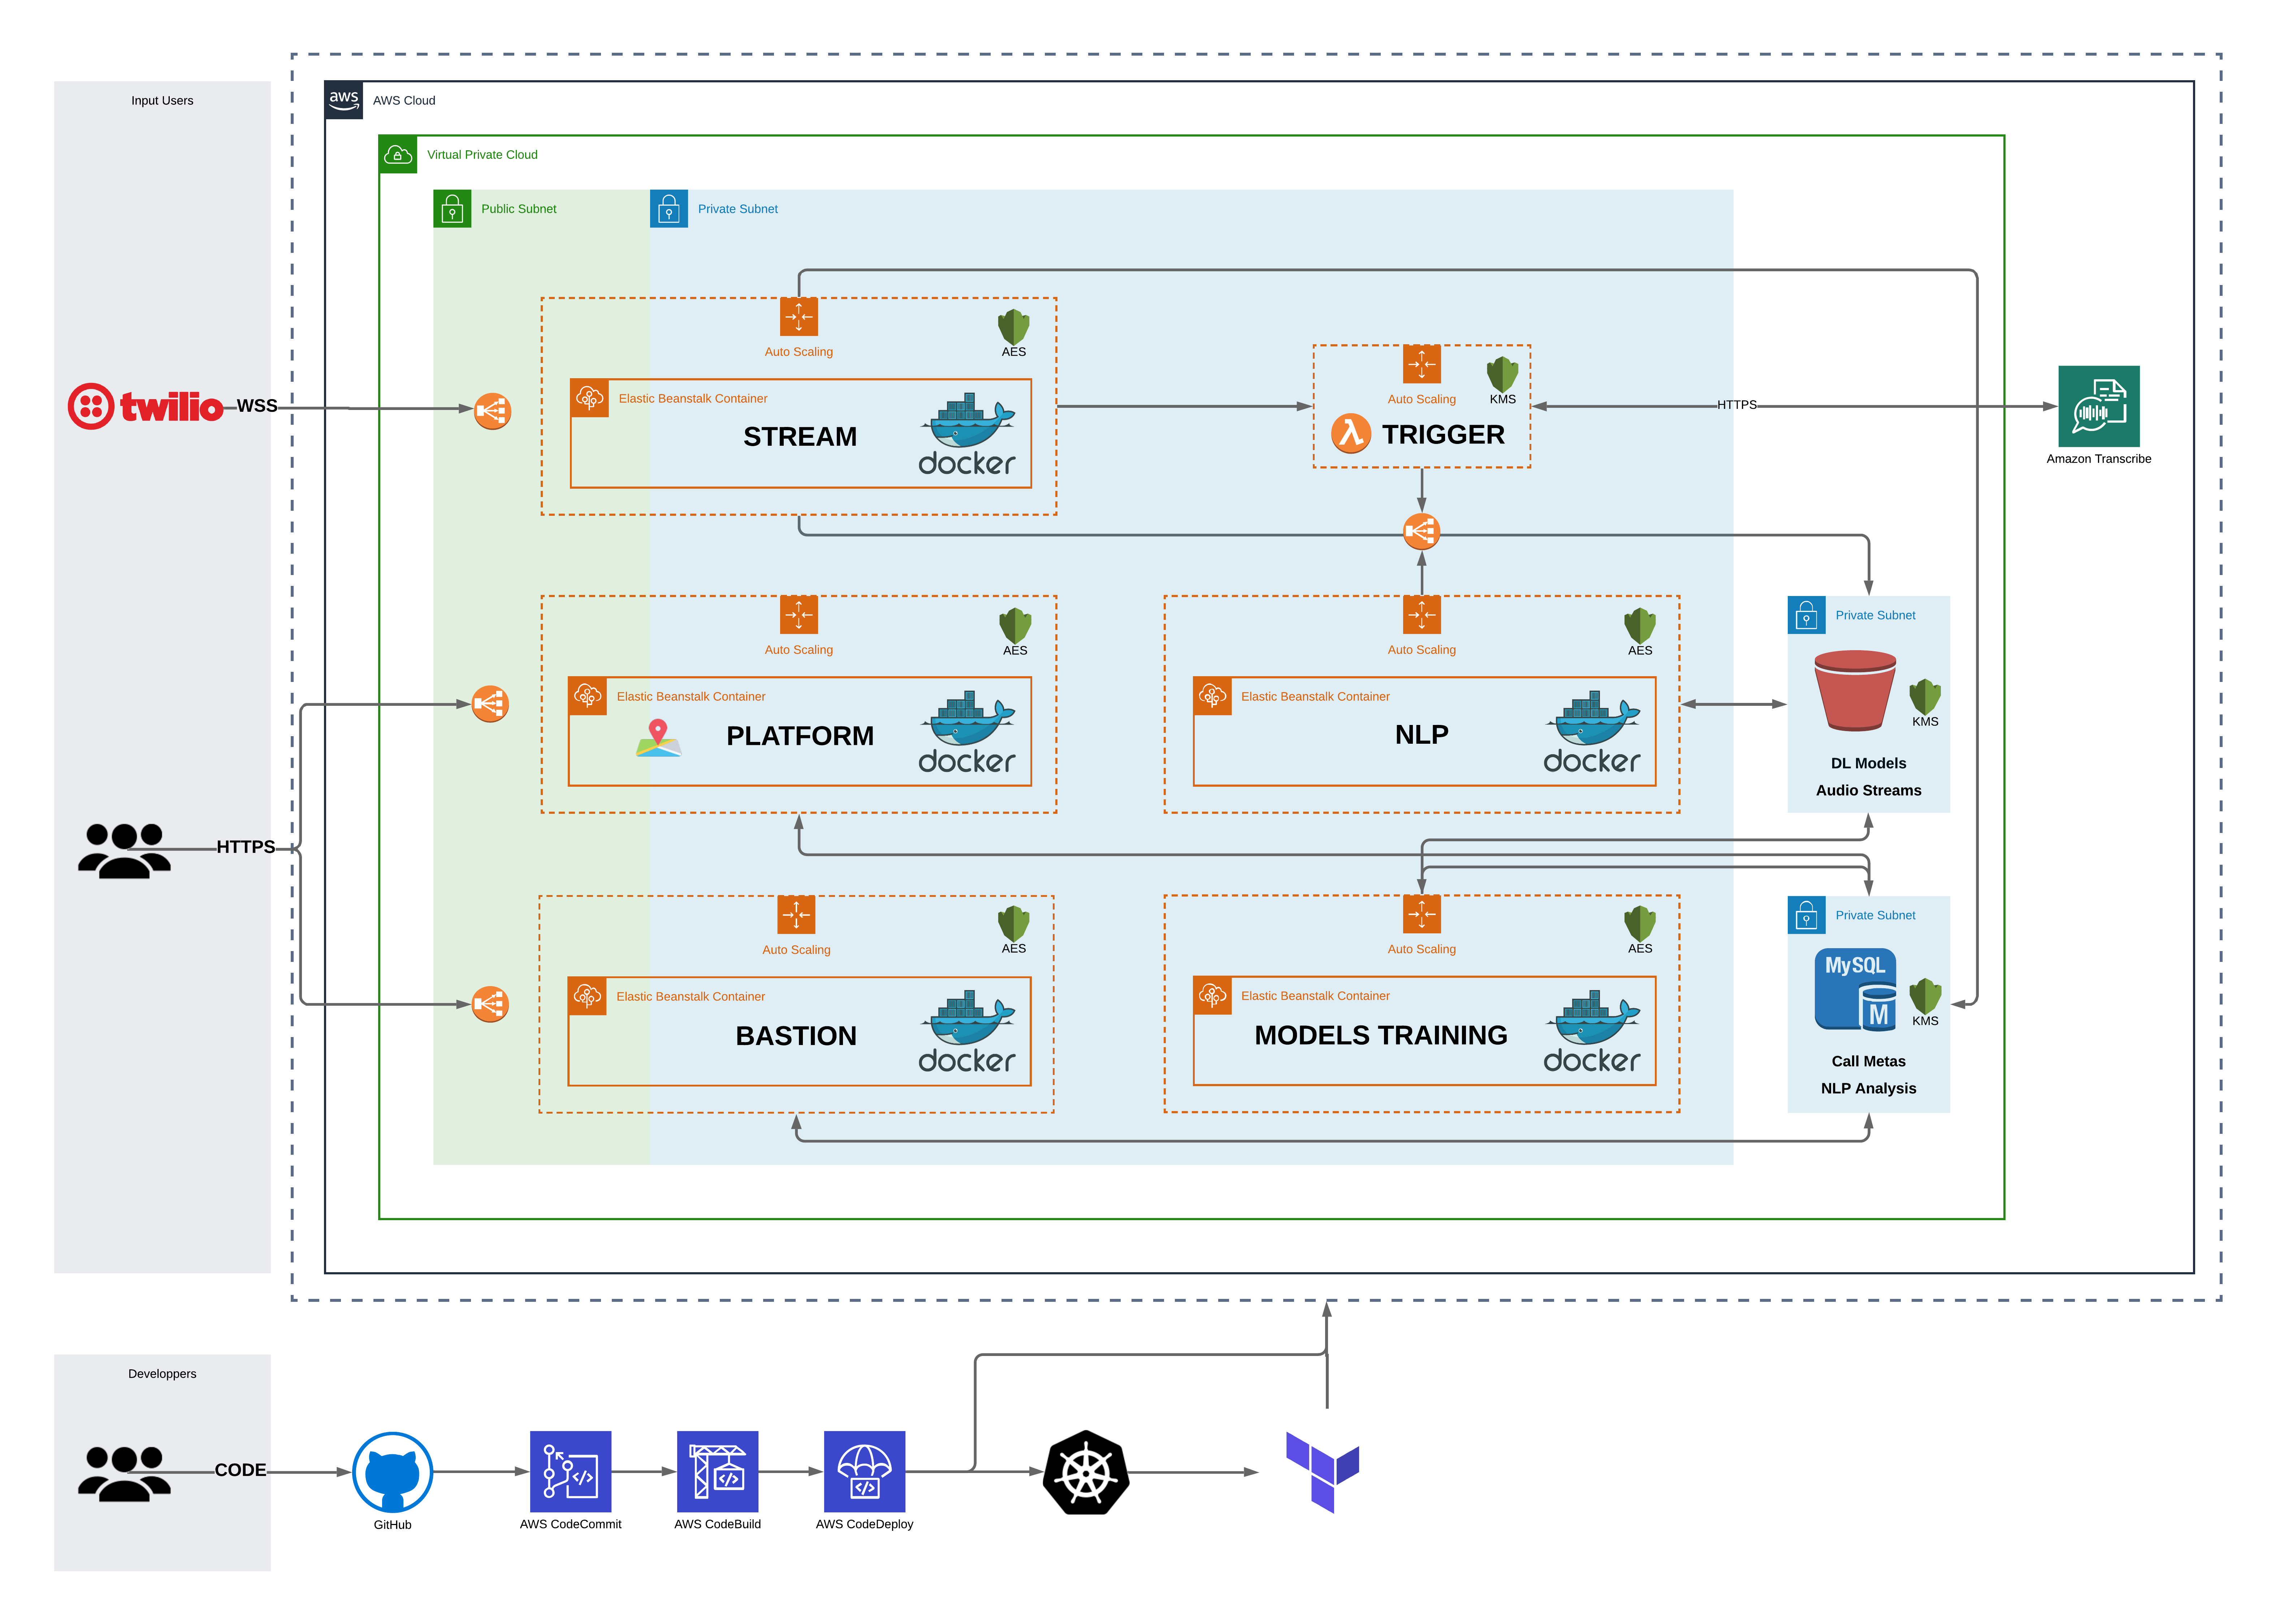 Input Users
aws
AWS Cloud
Virtual Private Cloud
Public Subnet
Private Subnet
Auto Scaling
AES
twilio
WSS
Elastic Beanstalk Container
STREAM
docker
Auto Scaling
KMS
TRIGGER
HTTPS
Amazon Transcribe
Auto Scaling
AES
Elastic Beanstalk Container
PLATFORM
docker
Auto Scaling
AES
Elastic Beanstalk Container
NLP
docker
Private Subnet
KMS
DL Models
Audio Streams
HTTPS
Auto Scaling
AES
Elastic Beanstalk Container
BASTION
docker
Auto Scaling
AES
Elastic Beanstalk Container
MODELS TRAINING
docker
Private Subnet
MySQL
M
KMS
Call Metas
NLP Analysis
Developpers
CODE
GitHub
AWS CodeCommit
AWS CodeBuild
AWS CodeDeploy